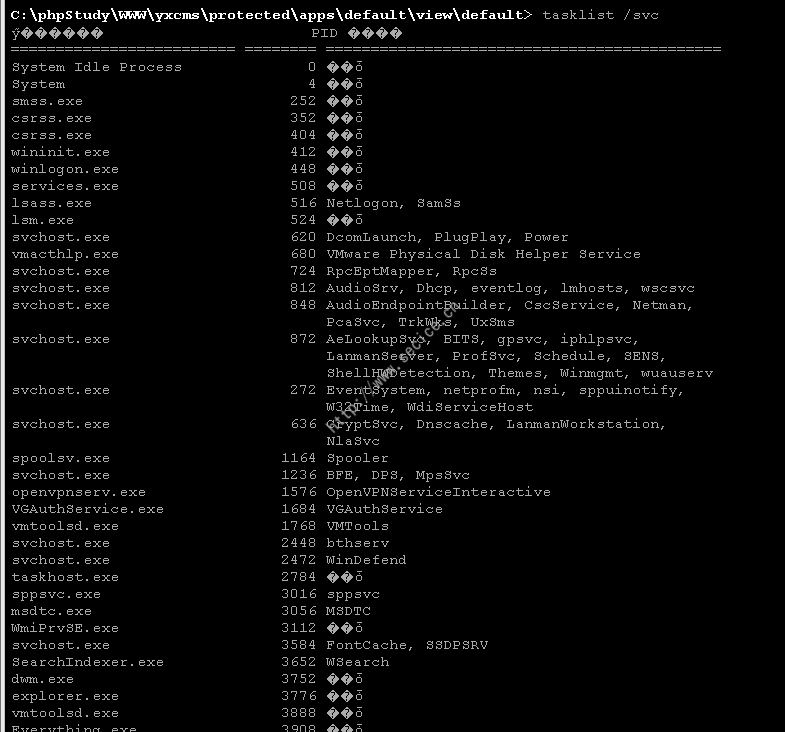 C:\phpStudy\WWW\yxcms\protected\apps\default\view\default> tasklist /svc
ӳ������ PID ����
========================= ======== ============================================
System Idle Process 0 ��ȱ
System 4 ��ȱ
smss.exe 252 ��ȱ
csrss.exe 352 ��ȱ
csrss.exe 404 ��ȱ
wininit.exe 412 ��ȱ
winlogon.exe 448 ��ȱ
services.exe 508 ��ȱ
lsass.exe 516 Netlogon, SamSs
lsm.exe 524 ��ȱ
svchost.exe 620 DcomLaunch, PlugPlay, Power
vmacthlp.exe 680 VMware Physical Disk Helper Service
svchost.exe 724 RpcEptMapper, RpcSs
svchost.exe 812 AudioSrv, Dhcp, eventlog, lmhosts, wscsvc
svchost.exe 848 AudioEndpointBuilder, CscService, Netman,
PcaSvc, TrkWks, UxSms
svchost.exe 872 AeLookupSvc, BITS, gpsvc, iphlpsvc,
LanmanServer, ProfSvc, Schedule, SENS,
ShellHWDetection, Themes, Winmgmt, wuauserv
svchost.exe 272 EventSystem, netprofm, nsi, sppuinotify,
W32Time, WdiServiceHost
svchost.exe 636 CryptSvc, Dnscache, LanmanWorkstation,
NlaSvc
spoolsv.exe 1164 Spooler
svchost.exe 1236 BFE, DPS, MpsSvc
openvpnserv.exe 1576 OpenVPNServiceInteractive
VGAuthService.exe 1684 VGAuthService
vmtoolsd.exe 1768 VMTools
svchost.exe 2448 bthserv
svchost.exe 2472 WinDefend
taskhost.exe 2784 ��ȱ
sppsvc.exe 3016 sppsvc
msdtc.exe 3056 MSDTC
WmiPrvSE.exe 3112 ��ȱ
svchost.exe 3584 FontCache, SSDPSRV
SearchIndexer.exe 3652 WSearch
dwm.exe 3752 ��ȱ
explorer.exe 3776 ��ȱ
vmtoolsd.exe 3888 ��ȱ
Everything.exe 3908 ��ȱ
http://www.secice.cn